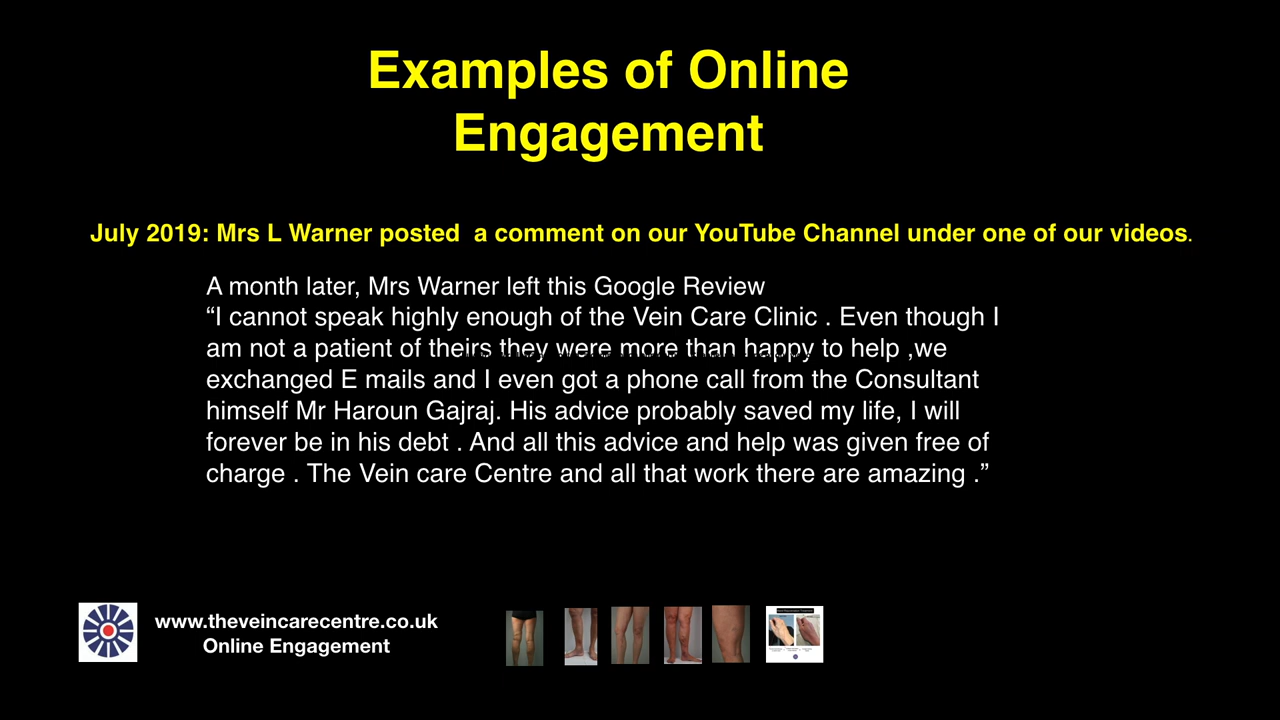 Examples of Online
Engagement
July 2019: Mrs L Warner posted  a comment on our YouTube Channel under one of our videos.
A month later, Mrs Warner left this Google Review
“I cannot speak highly enough of the Vein Care Clinic . Even though I
am not a patient of theirs they were more than happy to help ,we
exchanged E mails and I even got a phone call from the Consultant
himself Mr Haroun Gajraj. His advice probably saved my life, I will
forever be in his debt . And all this advice and help was given free of
charge . The Vein care Centre and all that work there are amazing .”
www.theveincarecentre.co.uk
Online Engagement